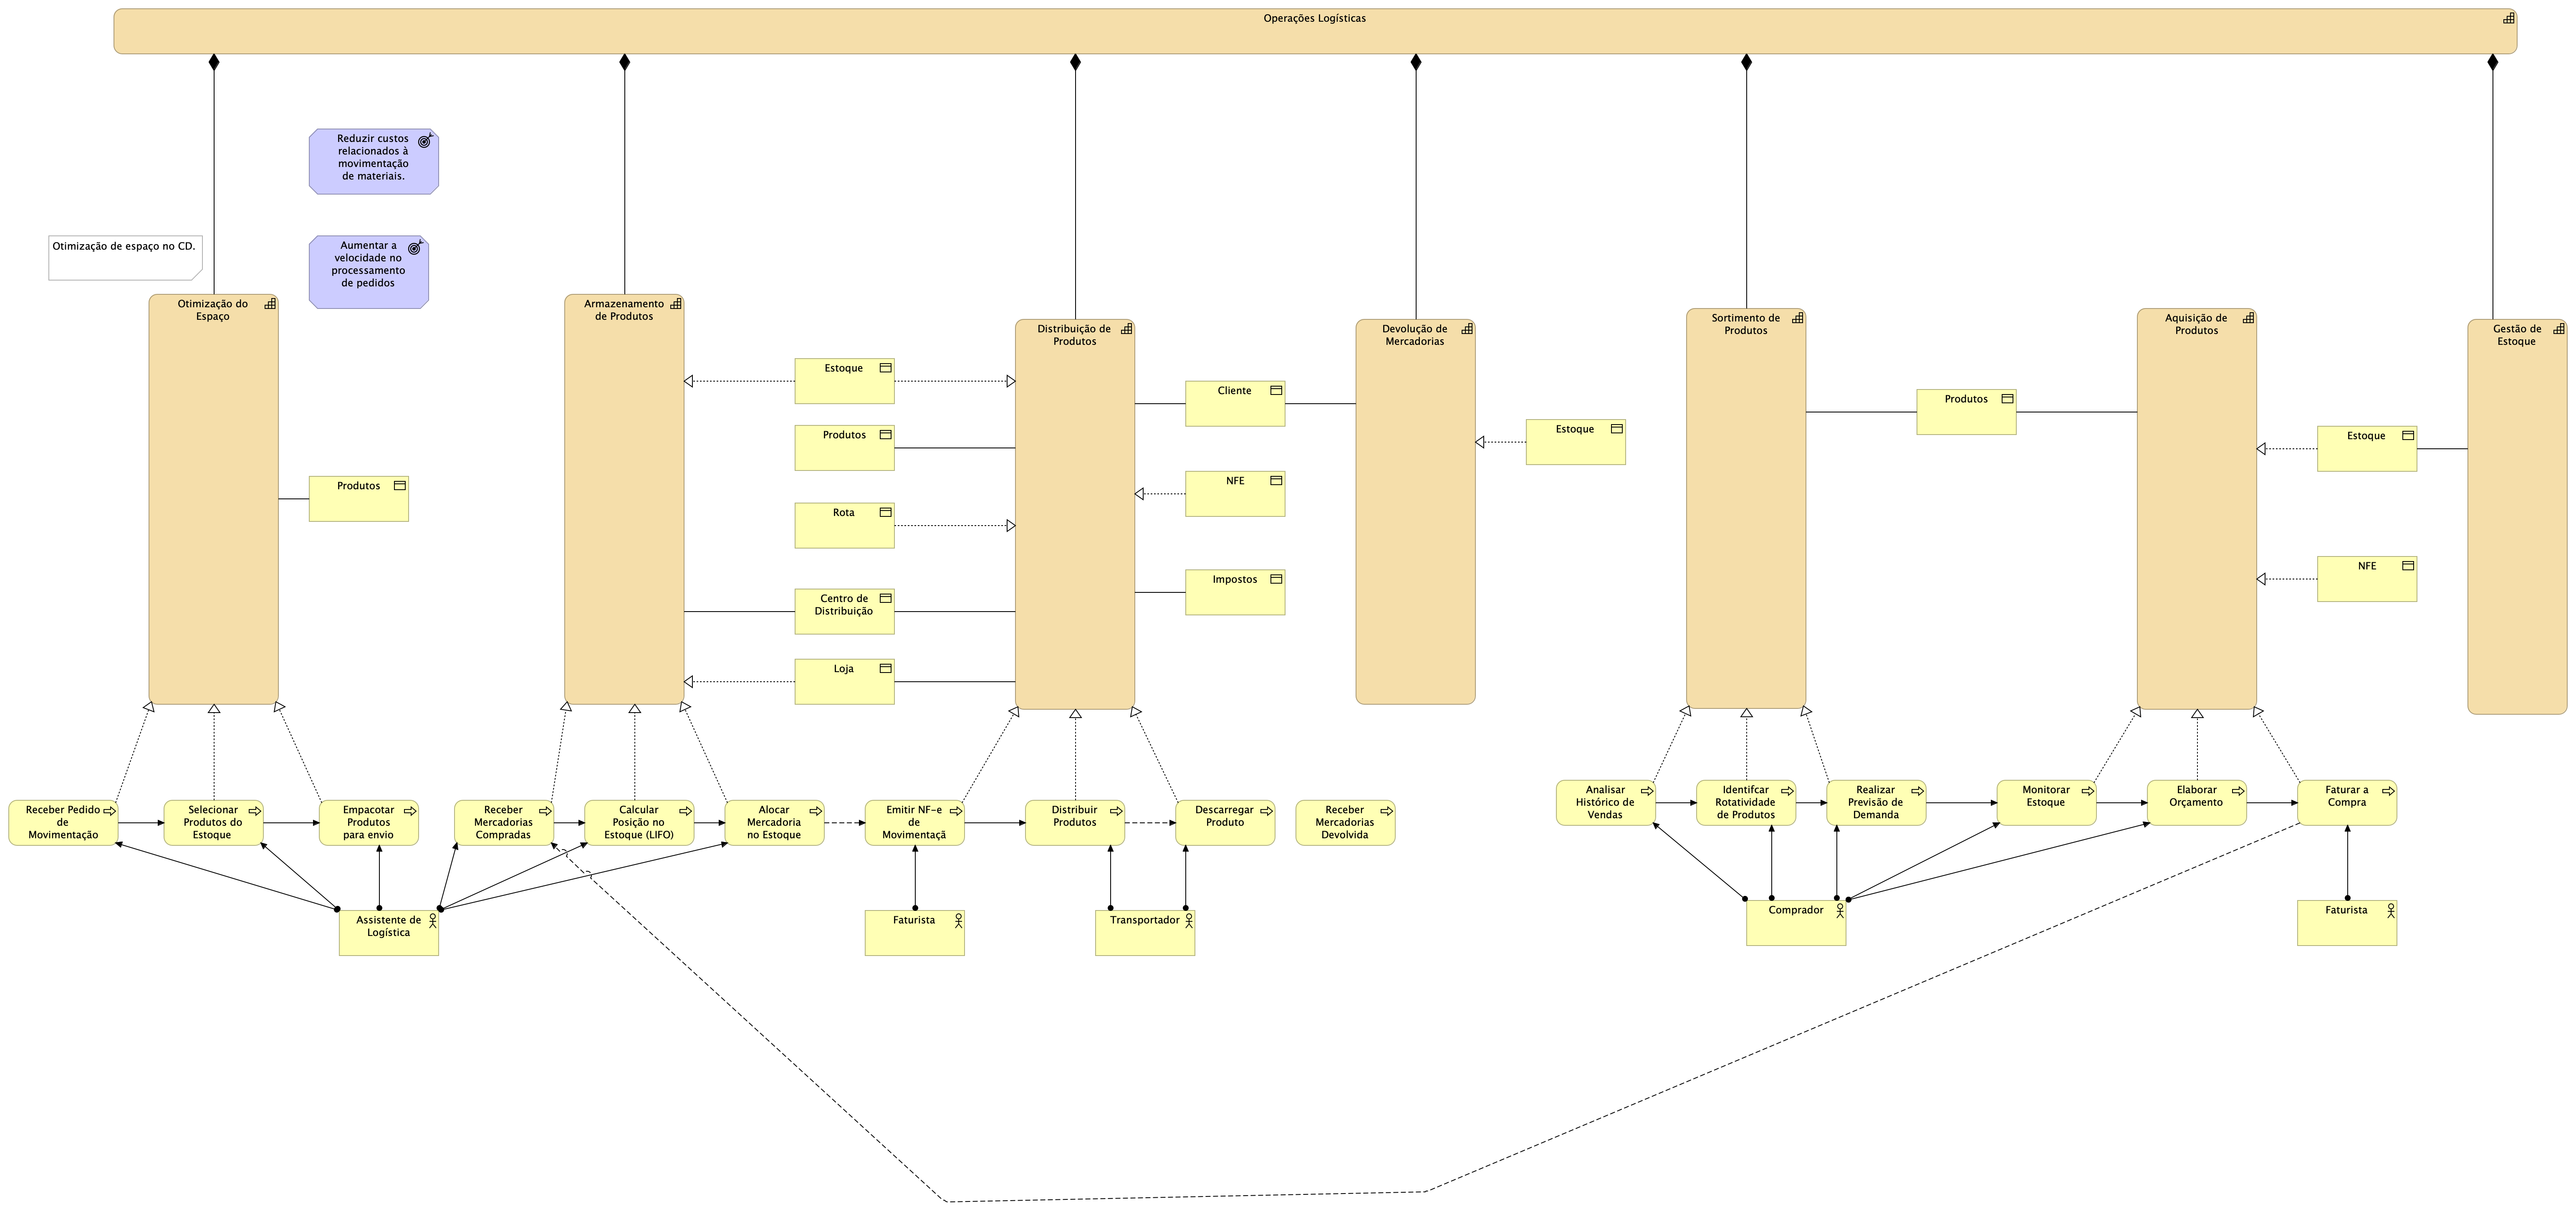 Operações Logísticas
Reduzir custos
relacionados à
movimentação
de materiais.
Otimização de espaço no CD.
Aumentar a
velocidade no
processamento
de pedidos
Otimização do
Espaço
Armazenamento
de Produtos
Distribuição de
Produtos
Devolução de
Mercadorias
Sortimento de
Produtos
Aquisição de
Produtos
Gestão de
Estoque
Estoque
Cliente
Produtos
Estoque
Produtos
Estoque
Produtos
NFE
Rota
NFE
Impostos
Centro de
Distribuição
Loja
Receber Pedido
de
Movimentação
Selecionar
Produtos do
Estoque
Empacotar
Produtos
para envio
Receber
Mercadorias
Compradas
Calcular
Posição no
Estoque (LIFO)
Alocar
Mercadoria
no Estoque
Emitir NF-e
de
Movimentaçã
Distribuir
Produtos
Descarregar
Produto
Receber
Mercadorias
Devolvida
Analisar
Histórico de
Vendas
Identifcar
Rotatividade
de Produtos
Realizar
Previsão de
Demanda
Monitorar
Estoque
Elaborar
Orçamento
Faturar a
Compra
Assistente de
Logística
Faturista
Transportador
Comprador
Faturista